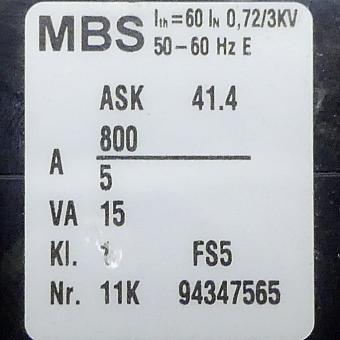 MBS Ith=60 IN 0,72/3KV
50-60 Hz E
ASK 41.4
A 800
5
VA 15
Kl. 1 FS5
Nr. 11K 94347565